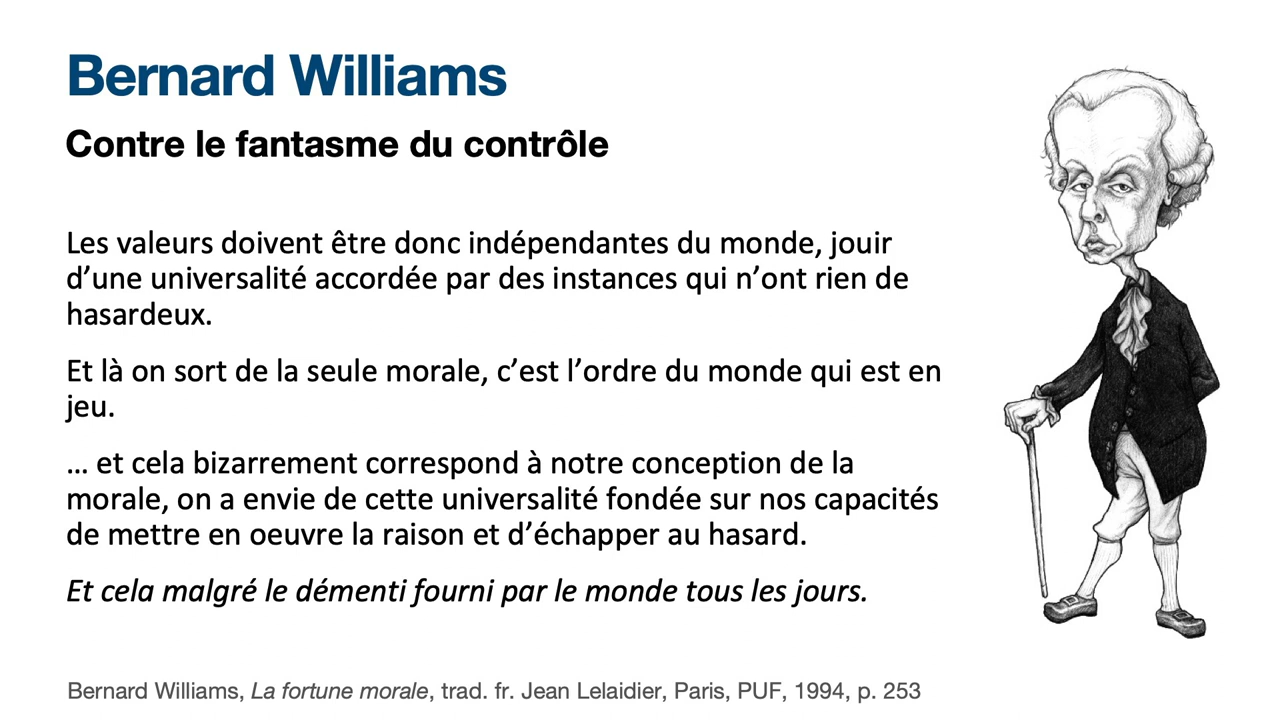 Bernard Williams
Contre le fantasme du contrôle
Les valeurs doivent être donc indépendantes du monde, jouir
d’une universalité accordée par des instances qui n’ont rien de
hasardeux.
Et là on sort de la seule morale, c’est l’ordre du monde qui est en
jeu.
… et cela bizarrement correspond à notre conception de la
morale, on a envie de cette universalité fondée sur nos capacités
de mettre en oeuvre la raison et d’échapper au hasard.
Et cela malgré le démenti fourni par le monde tous les jours.
Bernard Williams, La fortune morale, trad. fr. Jean Lelaidier, Paris, PUF, 1994, p. 253